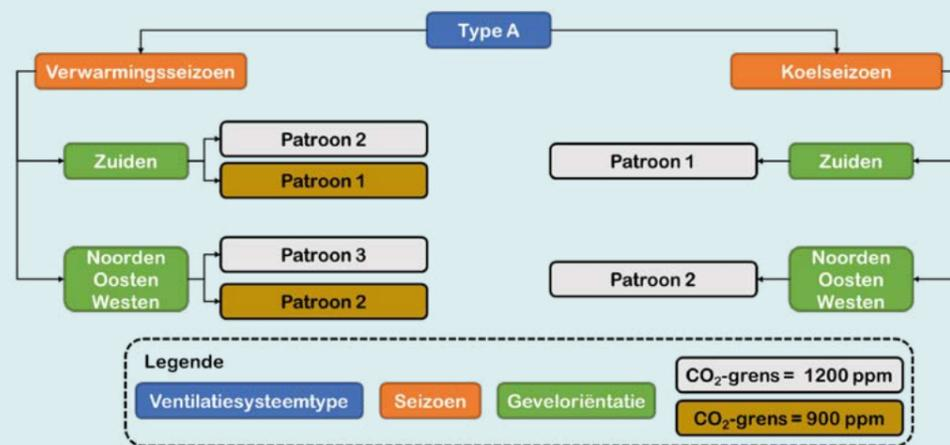 Type A
Verwarmingsseizoen
Koelseizoen
Zuiden
Patroon 2
Patroon 1
Patroon 1
Zuiden
Noorden
Oosten
Westen
Patroon 3
Patroon 2
Patroon 2
Noorden
Oosten
Westen
Legende
Ventilatiesysteemtype
Seizoen
Geveloriëntatie
CO₂-grens = 1200 ppm
CO₂-grens = 900 ppm